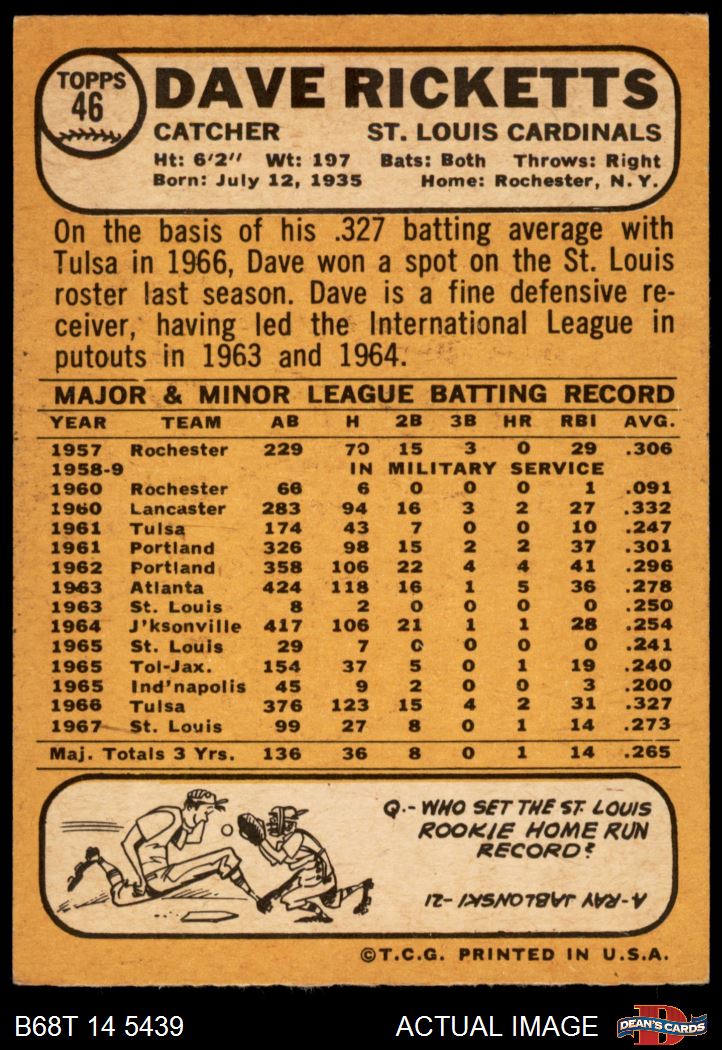 TOPPS
46
DAVE RICKETTS
CATCHER ST. LOUIS CARDINALS
Ht: 6'2" Wt: 197 Bats: Both Throws: Right
Born: July 12, 1935 Home: Rochester, N.Y.
On the basis of his .327 batting average with
Tulsa in 1966, Dave won a spot on the St. Louis
roster last season. Dave is a fine defensive re-
ceiver, having led the International League in
putouts in 1963 and 1964.
MAJOR & MINOR LEAGUE BATTING RECORD
YEAR TEAM AB H 2B 3B HR RBI AVG.
1957 Rochester 229 70 15 3 0 29 .306
1958-9 IN MILITARY SERVICE
1960 Rochester 66 6 0 0 0 1 .091
1960 Lancaster 283 94 16 3 2 27 .332
1961 Tulsa 174 43 7 0 0 10 .247
1961 Portland 326 98 15 2 2 37 .301
1962 Portland 358 106 22 4 4 41 .296
1963 Atlanta 424 118 16 1 5 36 .278
1963 St. Louis 8 2 0 0 0 0 .250
1964 J'ksonville 417 106 21 1 1 28 .254
1965 St. Louis 29 7 0 0 0 0 .241
1965 Tol-Jax. 154 37 5 0 1 19 .240
1965 Ind'napolis 45 9 2 0 0 3 .200
1966 Tulsa 376 123 15 4 2 31 .327
1967 St. Louis 99 27 8 0 1 14 .273
Maj. Totals 3 Yrs. 136 36 8 0 1 14 .265
Q.- WHO SET THE ST. LOUIS
ROOKIE HOME RUN
RECORD?
A-RAY JABLONSKI-21
©T.C.G. PRINTED IN U.S.A.
B68T 14 5439 ACTUAL IMAGE
D
DEAN'S CARDS